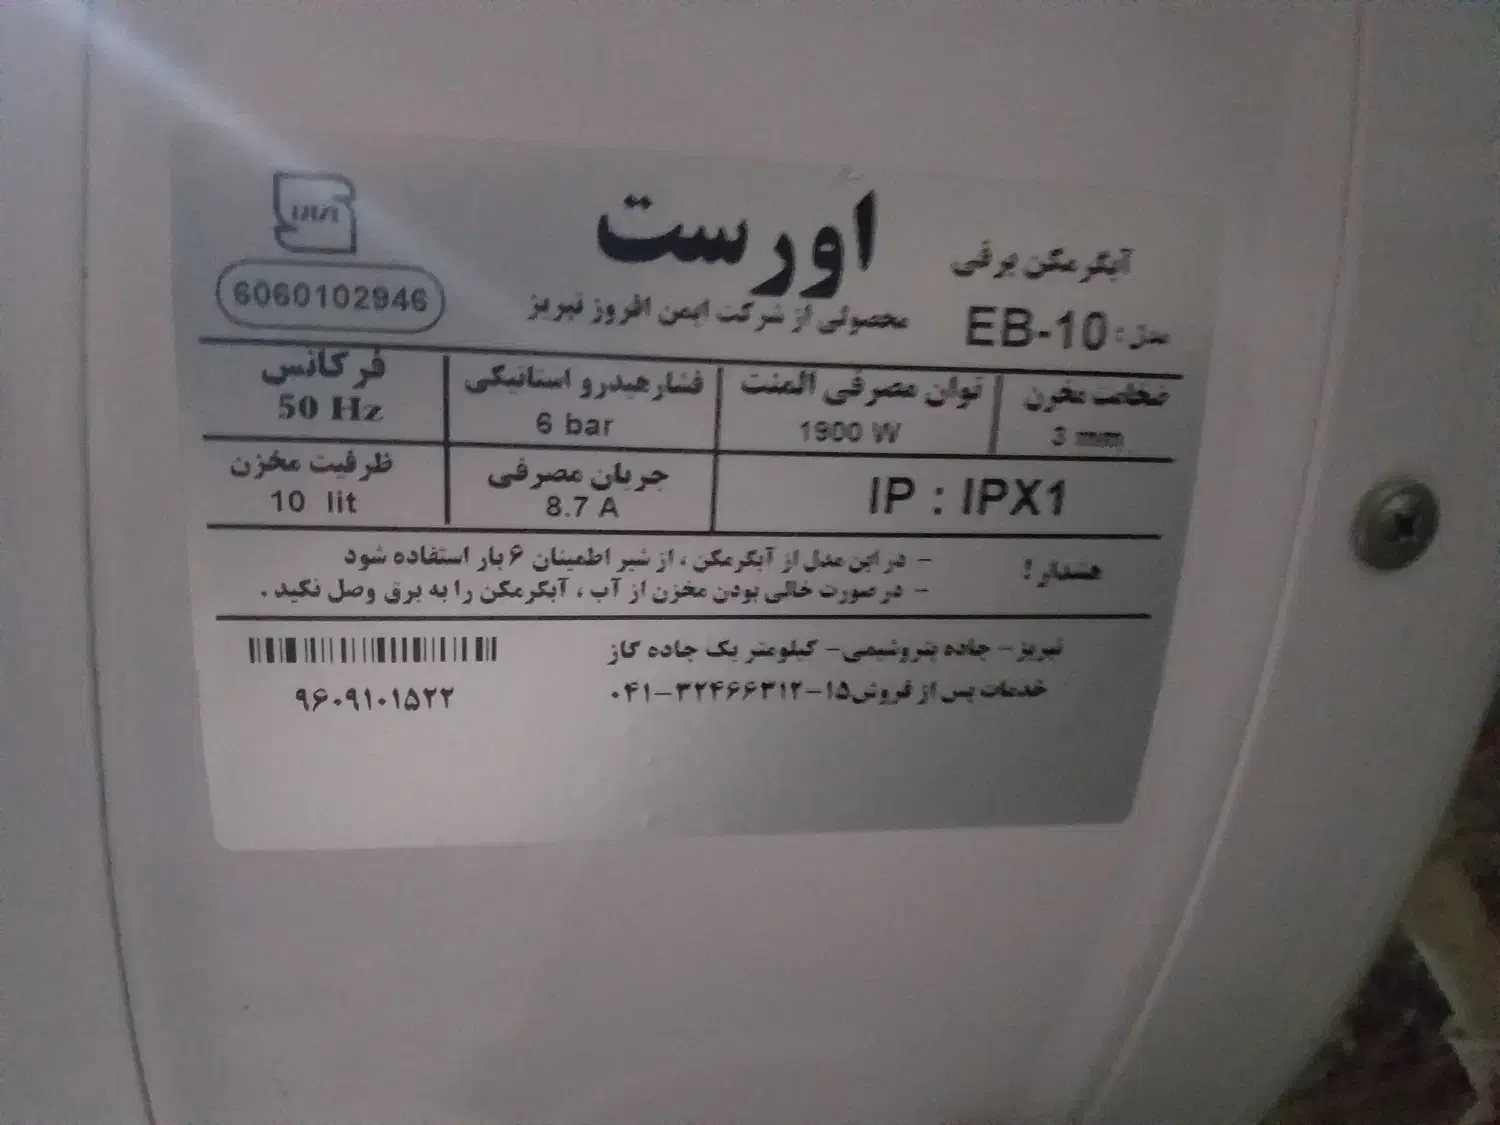 آبگرمکن برقی
اورست
مدل : EB-10
محصولی از شرکت ایمن افروز تبریز
6060102946
ضخامت مخزن
3 mm
توان مصرفی المنت
1900 W
فشار هیدرو استاتیکی
6 bar
فرکانس
50 Hz
IP : IPX1
جریان مصرفی
8.7 A
ظرفیت مخزن
10 lit
هشدار !
- در این مدل از آبگرمکن ، از شیر اطمینان ۶ بار استفاده شود
- در صورت خالی بودن مخزن از آب ، آبگرمکن را به برق وصل نکنید .
تبریز - جاده پتروشیمی - کیلومتر یک جاده گاز
خدمات پس از فروش ۱۵-۳۲۴۶۶۳۱۲-۰۴۱
۹۶۰۹۱۰۱۵۲۲